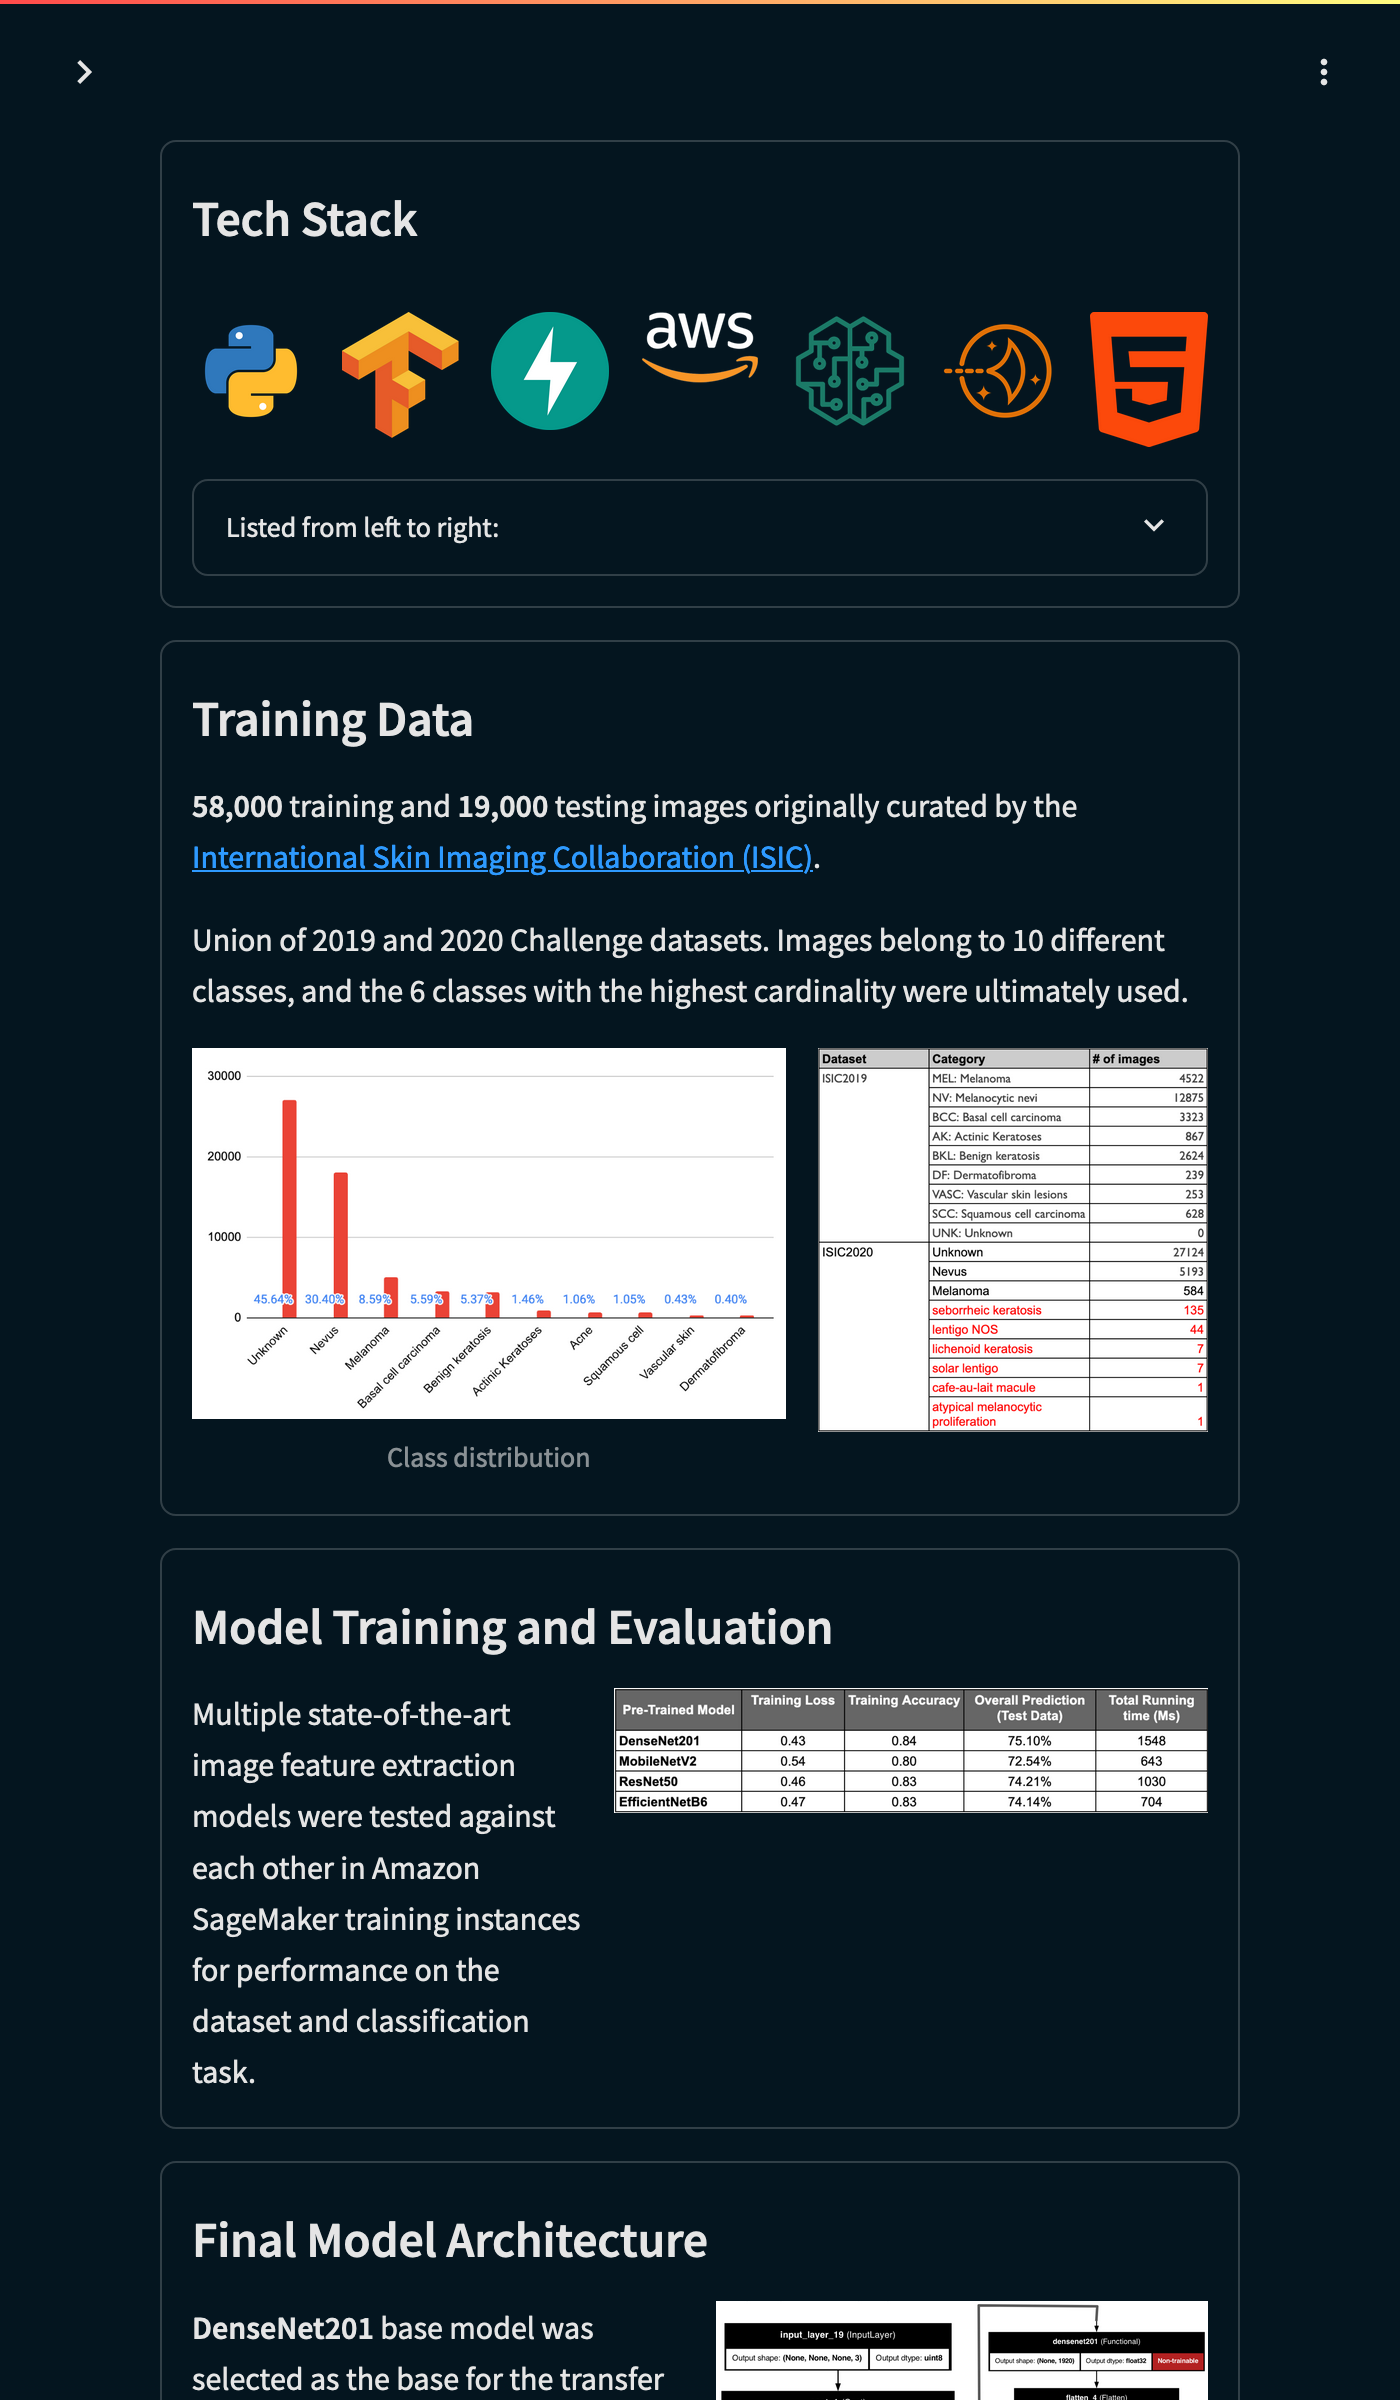 Tech Stack
aws
Listed from left to right:
Training Data
58,000 training and 19,000 testing images originally curated by the
International Skin Imaging Collaboration (ISIC).
Union of 2019 and 2020 Challenge datasets. Images belong to 10 different
classes, and the 6 classes with the highest cardinality were ultimately used.
30000
20000
10000
0
45.64% 30.40% 8.59% 5.59% 5.37% 1.46% 1.06% 1.05% 0.43% 0.40%
Unknown Nevus Melanoma Basal cell carcinoma Benign keratosis Actinic Keratoses Acne Squamous cell Vascular skin Dermatofibroma
Class distribution
Dataset Category # of images
ISIC2019 MEL: Melanoma 4522
NV: Melanocytic nevi 12875
BCC: Basal cell carcinoma 3323
AK: Actinic Keratoses 867
BKL: Benign keratosis 2624
DF: Dermatofibroma 239
VASC: Vascular skin lesions 253
SCC: Squamous cell carcinoma 628
UNK: Unknown 0
ISIC2020 Unknown 27124
Nevus 5193
Melanoma 584
seborrheic keratosis 135
lentigo NOS 44
lichenoid keratosis 7
solar lentigo 7
cafe-au-lait macule 1
atypical melanocytic
proliferation 1
Model Training and Evaluation
Multiple state-of-the-art
image feature extraction
models were tested against
each other in Amazon
SageMaker training instances
for performance on the
dataset and classification
task.
Pre-Trained Model Training Loss Training Accuracy Overall Prediction (Test Data) Total Running time (Ms)
DenseNet201 0.43 0.84 75.10% 1548
MobileNetV2 0.54 0.80 72.54% 643
ResNet50 0.46 0.83 74.21% 1030
EfficientNetB6 0.47 0.83 74.14% 704
Final Model Architecture
DenseNet201 base model was
selected as the base for the transfer
input_layer_19 (InputLayer)
Output shape: (None, None, None, 3) Output dtype: uint8
densenet201 (Functional)
Output shape: (None, 1920) Output dtype: float32 Non-trainable
flatten_4 (Flatten)